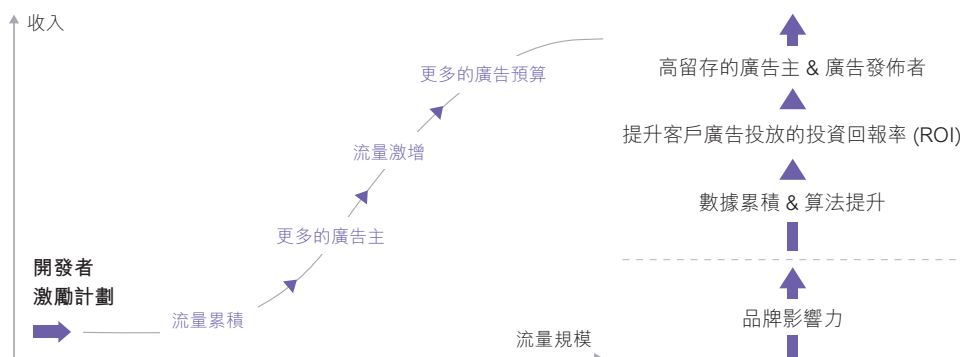 收入
更多的廣告預算
流量激增
更多的廣告主
開發者
激勵計劃
流量累積
流量規模
高留存的廣告主 & 廣告發佈者
提升客戶廣告投放的投資回報率 (ROI)
數據累積 & 算法提升
品牌影響力